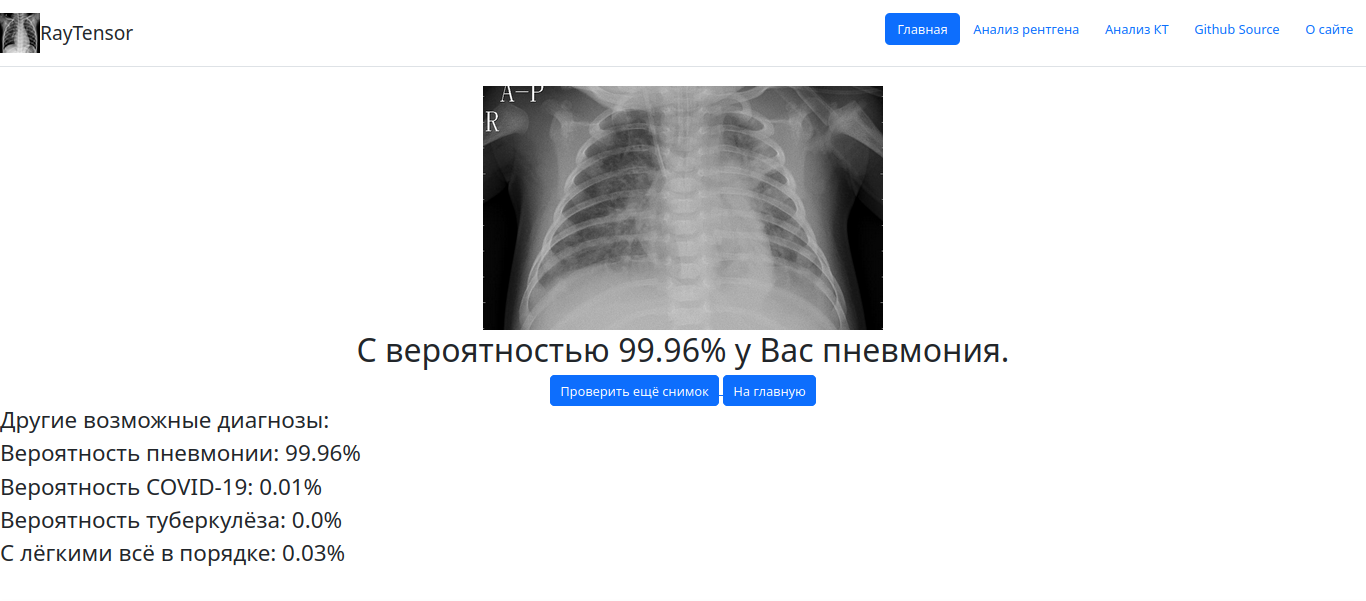 RayTensor
Главная Анализ рентгена Анализ КТ Github Source О сайте
A-P
R
С вероятностью 99.96% у Вас пневмония.
Проверить ещё снимок На главную
Другие возможные диагнозы:
Вероятность пневмонии: 99.96%
Вероятность COVID-19: 0.01%
Вероятность туберкулёза: 0.0%
С лёгкими всё в порядке: 0.03%